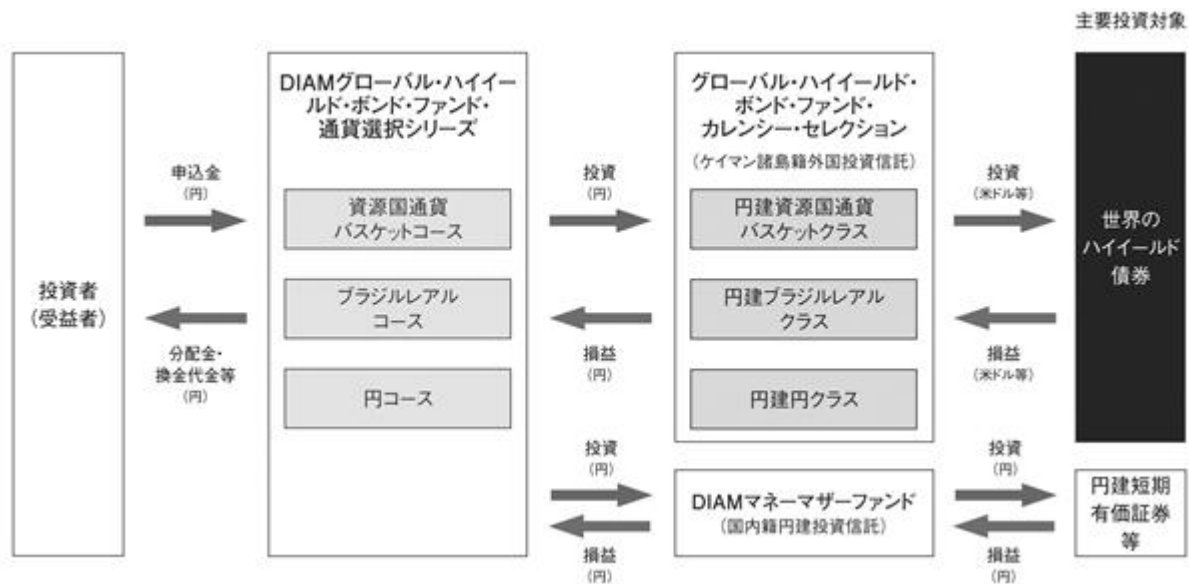 主要投資対象
投資者
(受益者)
申込金
(円)
分配金・
換金代金等
(円)
DIAMグローバル・ハイイー
ルド・ボンド・ファンド・
通貨選択シリーズ
資源国通貨
バスケットコース
ブラジルレアル
コース
円コース
投資
(円)
損益
(円)
グローバル・ハイイールド・
ボンド・ファンド・
カレンシー・セレクション
(ケイマン諸島籍外国投資信託)
円建資源国通貨
バスケットクラス
円建ブラジルレアル
クラス
円建円クラス
投資
(米ドル等)
損益
(米ドル等)
世界の
ハイイールド
債券
投資
(円)
損益
(円)
DIAMマネーマザーファンド
(国内籍円建投資信託)
投資
(円)
損益
(円)
円建短期
有価証券
等